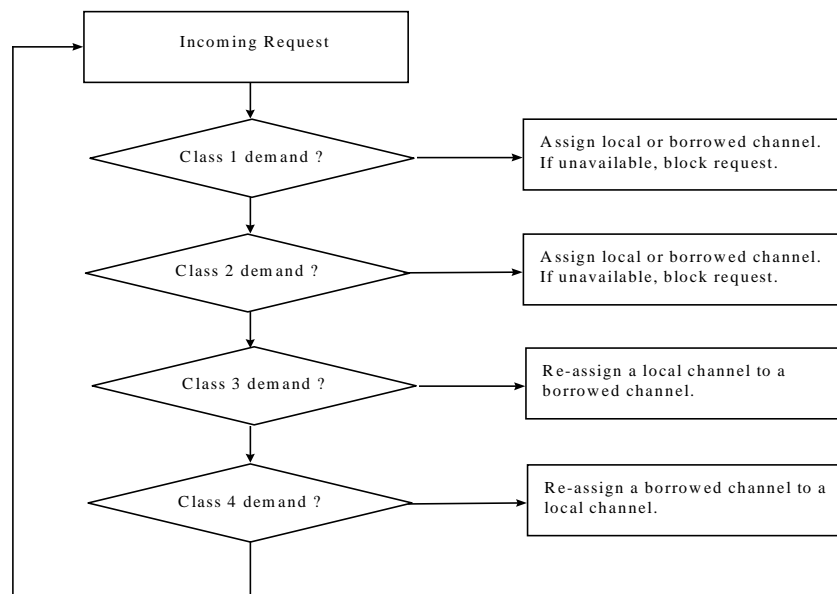 Incoming Request
Class 1 demand ?
Assign local or borrowed channel.
If unavailable, block request.
Class 2 demand ?
Assign local or borrowed channel.
If unavailable, block request.
Class 3 demand ?
Re-assign a local channel to a
borrowed channel.
Class 4 demand ?
Re-assign a borrowed channel to a
local channel.